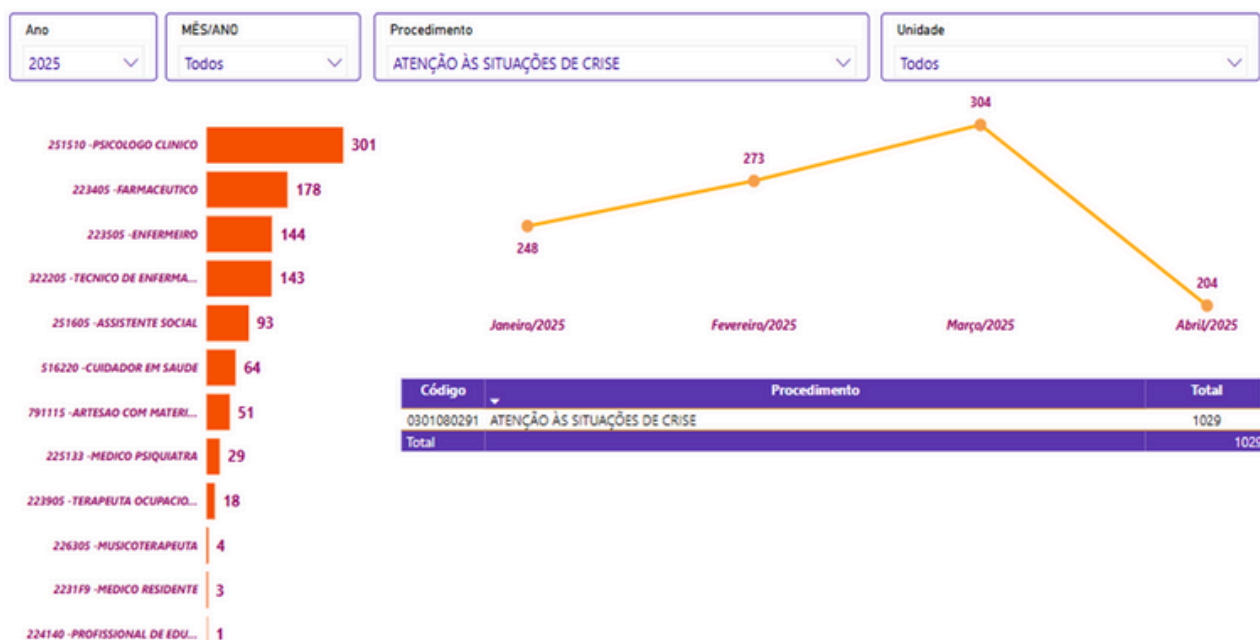 Ano
2025
MÊS/ANO
Todos
Procedimento
ATENÇÃO ÀS SITUAÇÕES DE CRISE
Unidade
Todos
251510 -PSICOLOGO CLINICO 301
223405 -FARMACEUTICO 178
223505 -ENFERMEIRO 144
322205 -TECNICO DE ENFERMA... 143
251605 -ASSISTENTE SOCIAL 93
516220 -CUIDADOR EM SAUDE 64
791115 -ARTESAO COM MATERI... 51
225133 -MEDICO PSIQUIATRA 29
223905 -TERAPEUTA OCUPACIO... 18
226305 -MUSICOTERAPEUTA 4
2231F9 -MEDICO RESIDENTE 3
224140 -PROFISSIONAL DE EDU... 1
248
273
304
204
Janeiro/2025 Fevereiro/2025 Março/2025 Abril/2025
Código Procedimento Total
0301080291 ATENÇÃO ÀS SITUAÇÕES DE CRISE 1029
Total 1029